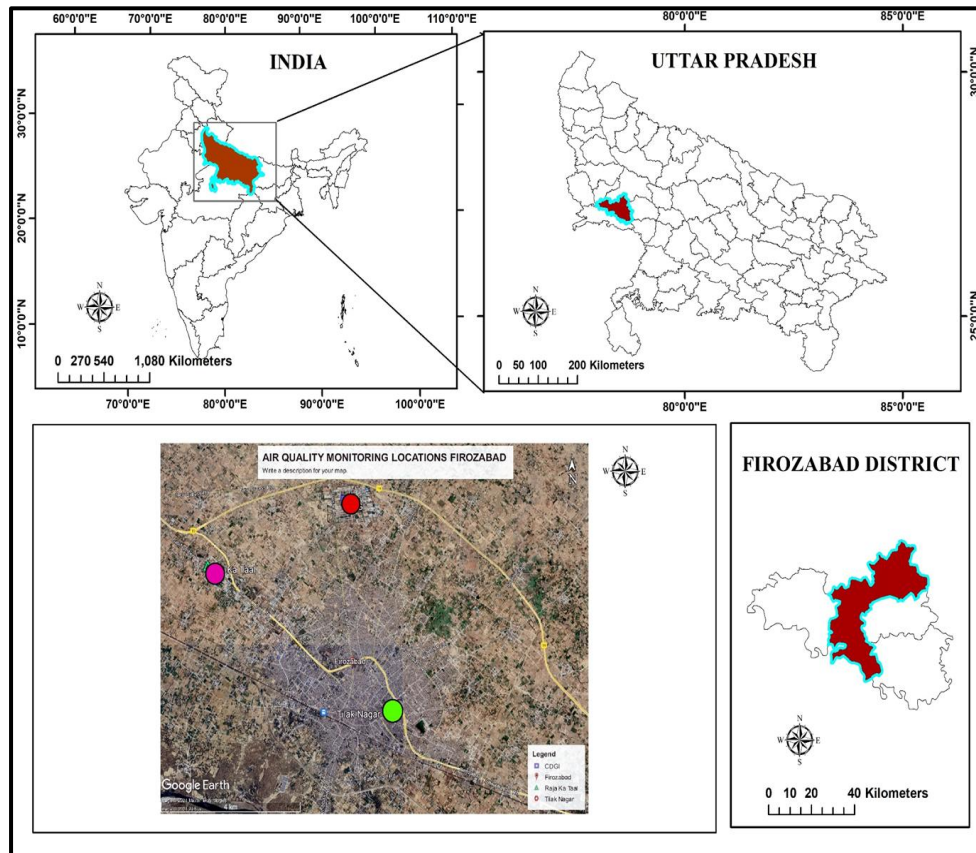 60°0'0"E 70°0'0"E 80°0'0"E 90°0'0"E 100°0'0"E 110°0'0"E
80°0'0"E 85°0'0"E
INDIA
30°0'0"N
20°0'0"N
10°0'0"N
N
W E
S
0 270 540 1,080 Kilometers
70°0'0"E 80°0'0"E 90°0'0"E 100°0'0"E
UTTAR PRADESH
30°0'0"N
25°0'0"N
N
W E
S
0 50 100 200 Kilometers
80°0'0"E 85°0'0"E
AIR QUALITY MONITORING LOCATIONS FIROZABAD
Write a description for your map.
N
W E
S
Firozabad
Tilak Nagar
Legend
CDGI
Firozabad
Raja Ka Taal
Tilak Nagar
Google Earth
4 km
FIROZABAD DISTRICT
N
W E
S
0 10 20 40 Kilometers